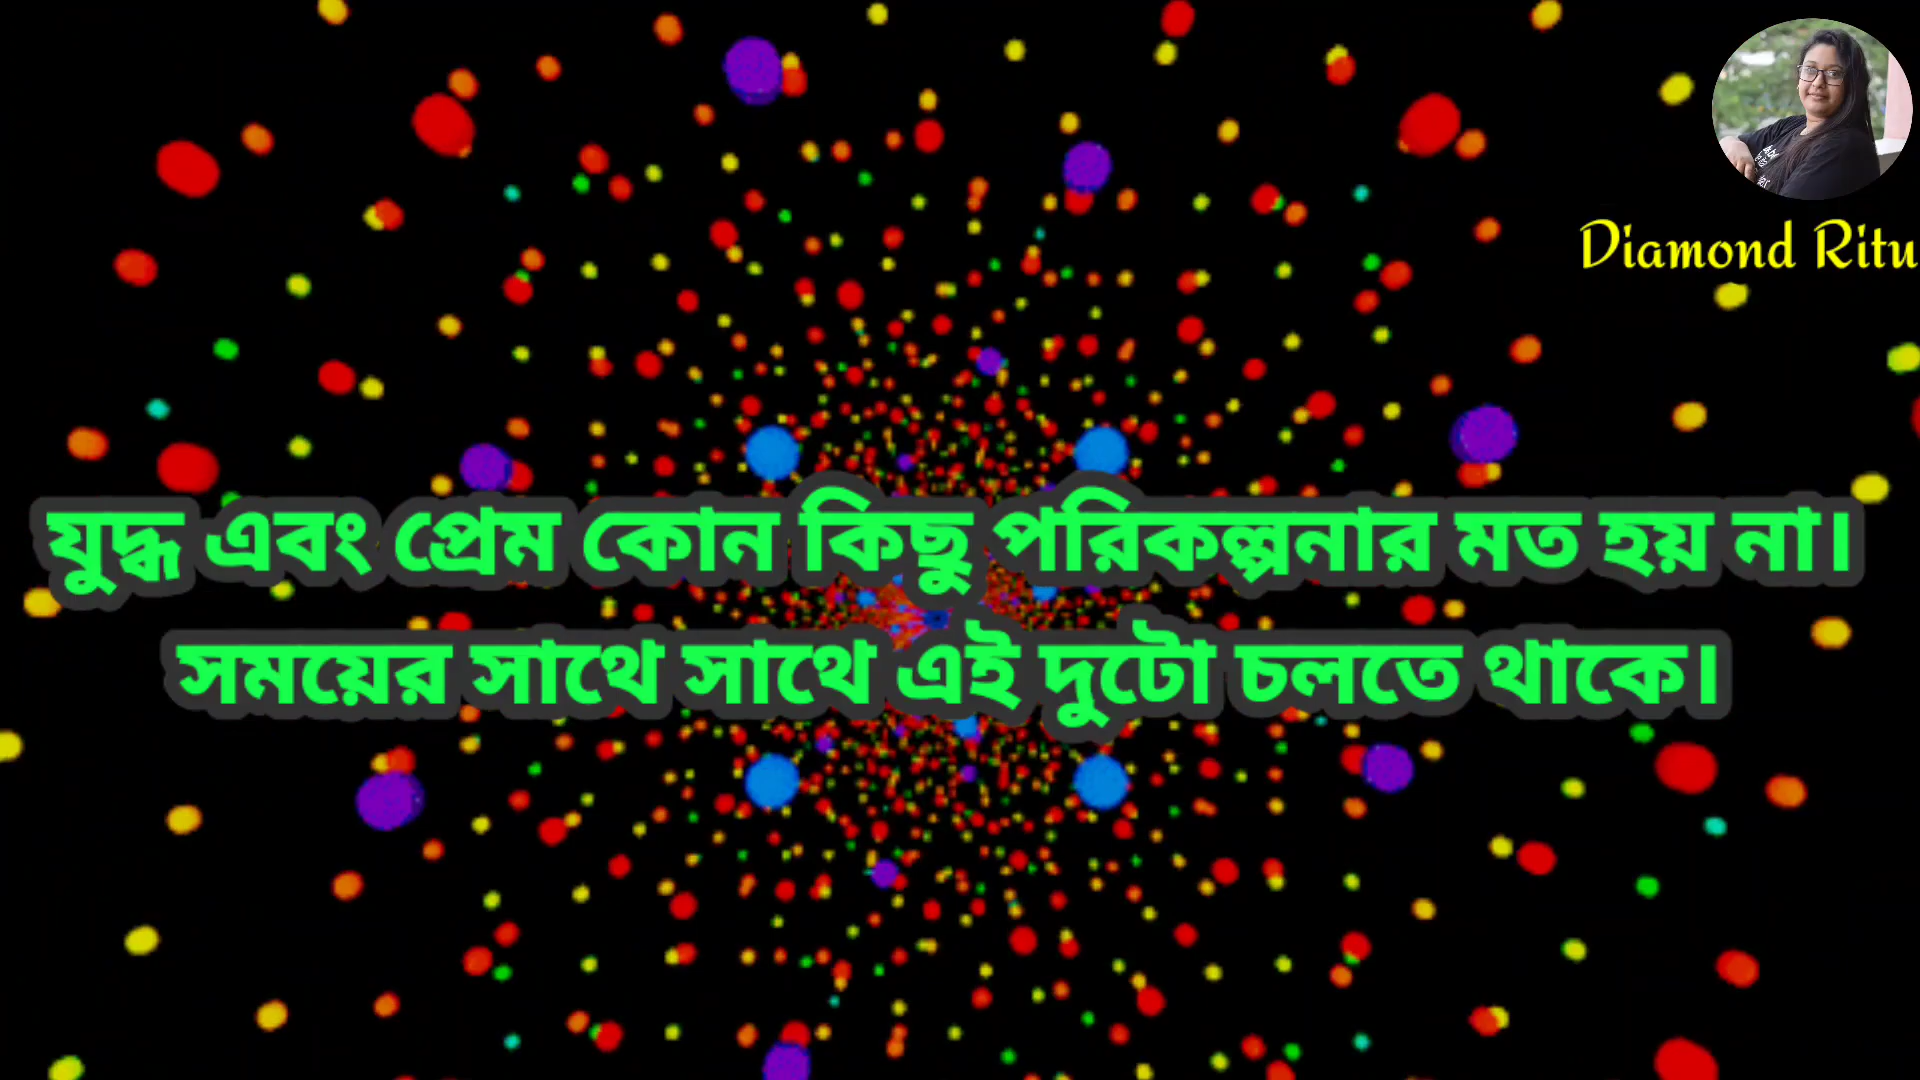 Diamond Ritu
যুদ্ধ এবং প্রেম কোন কিছু পরিকল্পনার মত হয় না।
সময়ের সাথে সাথে এই দুটো চলতে থাকে।